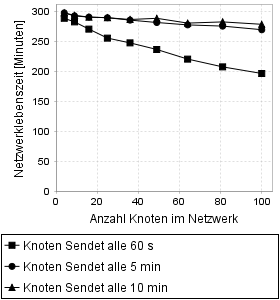 Netzwerklebenszeit [Minuten]
300
250
200
150
100
50
0
0 20 40 60 80 100
Anzahl Knoten im Netzwerk
Knoten Sendet alle 60 s
Knoten Sendet alle 5 min
Knoten Sendet alle 10 min